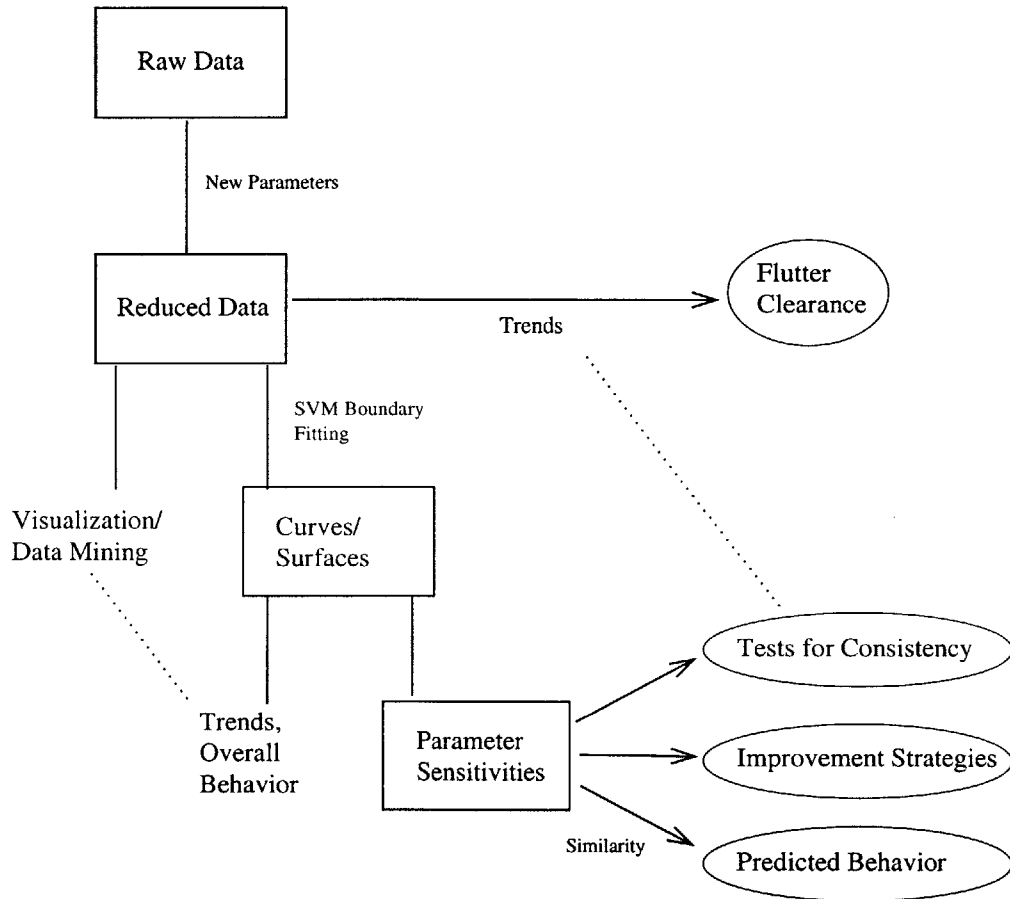 Raw Data
New Parameters
Reduced Data
Trends
Flutter
Clearance
SVM Boundary
Fitting
Visualization/
Data Mining
Curves/
Surfaces
Trends,
Overall
Behavior
Parameter
Sensitivities
Similarity
Tests for Consistency
Improvement Strategies
Predicted Behavior